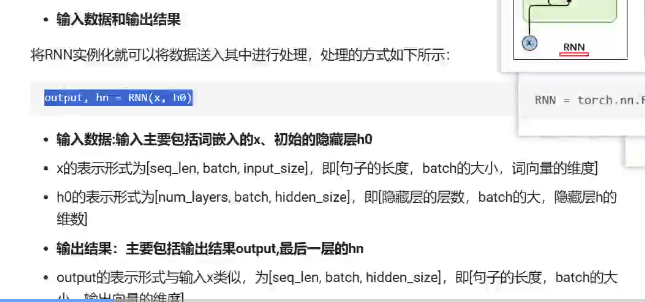 • 输入数据和输出结果
将RNN实例化就可以将数据送入其中进行处理，处理的方式如下所示：
output, hn = RNN(x, h0)
• 输入数据:输入主要包括词嵌入的x、初始的隐藏层h0
• x的表示形式为[seq_len, batch, input_size]，即[句子的长度，batch的大小，词向量的维度]
• h0的表示形式为[num_layers, batch, hidden_size]，即[隐藏层的层数，batch的大，隐藏层h的
维数]
• 输出结果：主要包括输出结果output,最后一层的hn
• output的表示形式与输入x类似，为[seq_len, batch, hidden_size]，即[句子的长度，batch的大
小，输出向量的维度]
X
RNN
RNN = torch.nn.R